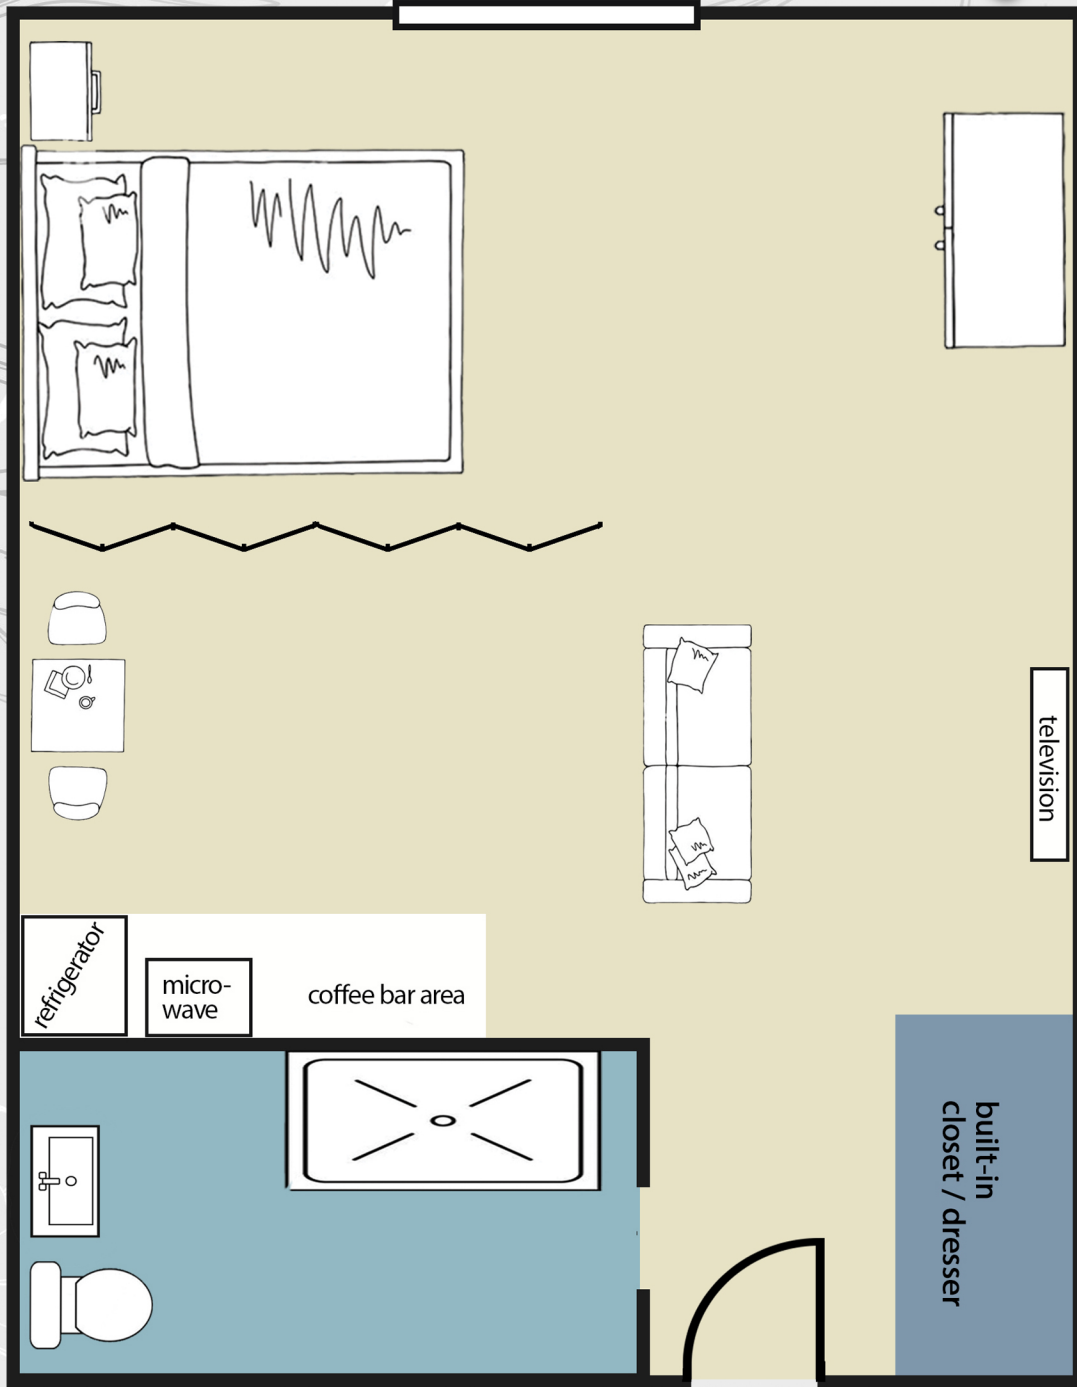 television
refrigerator
micro-
wave
coffee bar area
built-in
closet / dresser